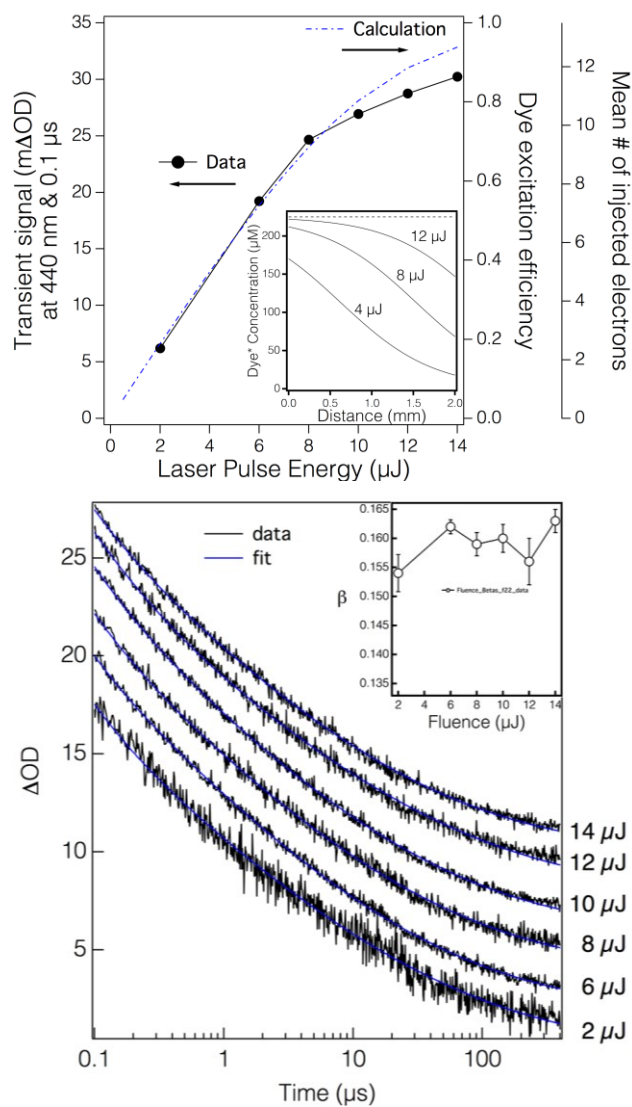 35
30
25
20
15
10
5
0
Transient signal (mΔOD)
at 440 nm & 0.1 µs
Calculation
Data
1.0
0.8
0.6
0.4
0.2
0.0
Dye excitation efficiency
12
10
8
6
4
2
0
Mean # of injected electrons
200
150
100
50
0
Dye* Concentration (µM)
12 µJ
8 µJ
4 µJ
0.0 0.5 1.0 1.5 2.0
Distance (mm)
0 2 4 6 8 10 12 14
Laser Pulse Energy (µJ)
25
20
15
10
5
ΔOD
data
fit
0.165
0.160
0.155
0.150
0.145
0.140
0.135
β
Fluence_Betas_f22_data
2 4 6 8 10 12 14
Fluence (µJ)
14 µJ
12 µJ
10 µJ
8 µJ
6 µJ
2 µJ
0.1 1 10 100
Time (µs)